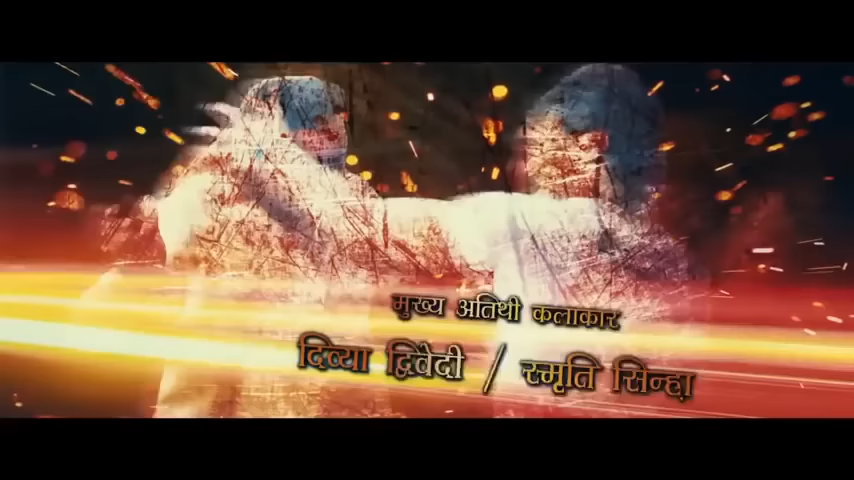 मुख्य अतिथी कलाकार
दिव्या द्विवेदी / स्मृति सिन्हा